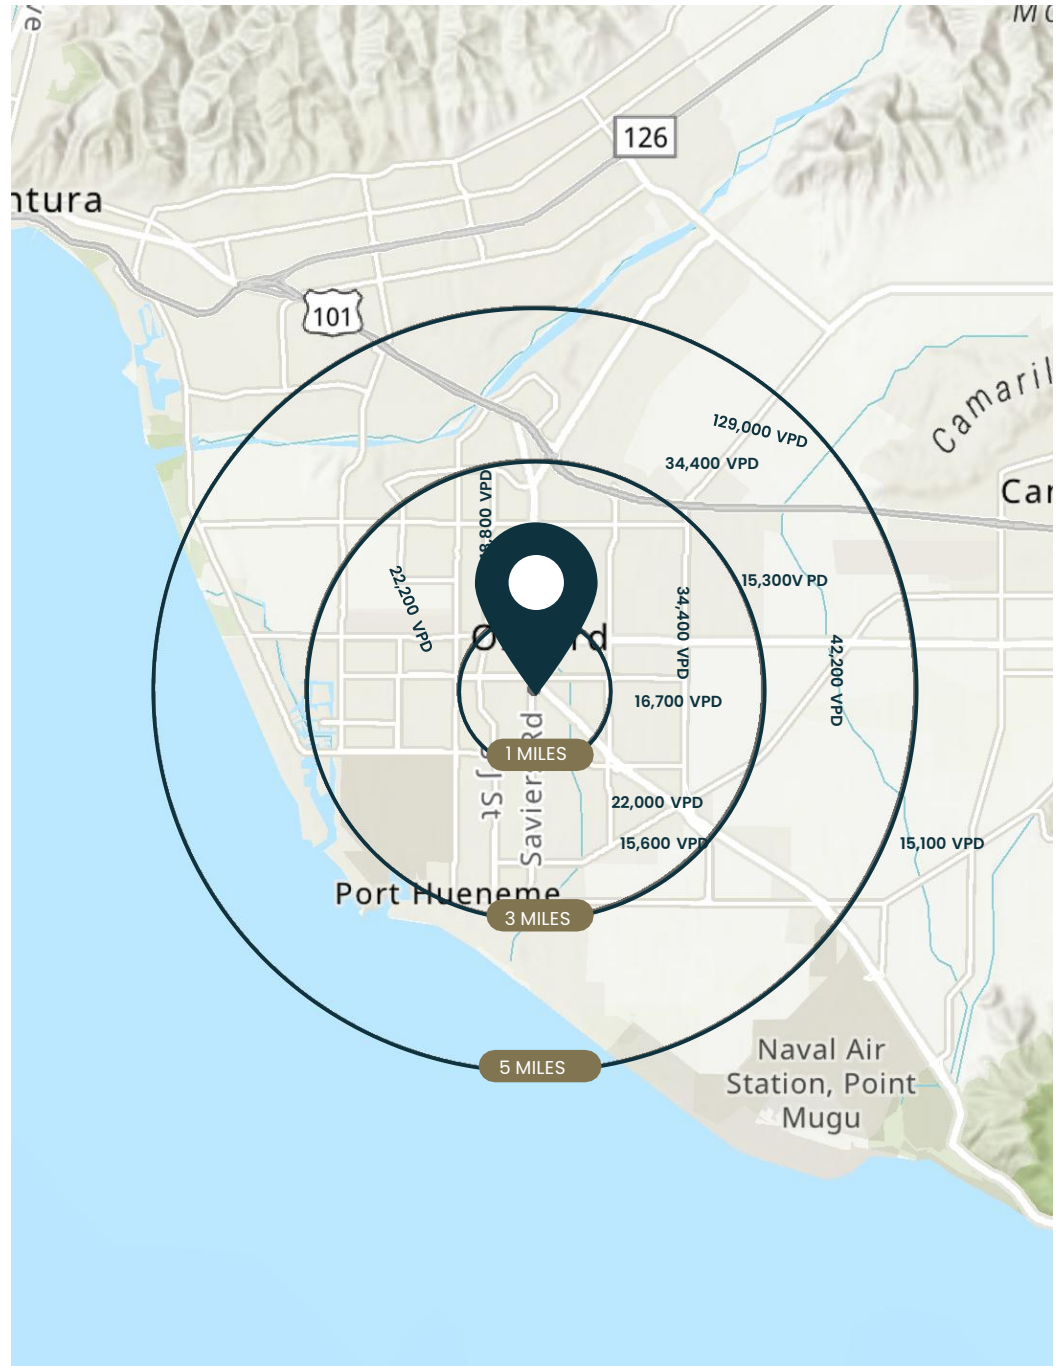 126
ntura
101
129,000 VPD
34,400 VPD
Camaril
Car
15,300V PD
22,200 VPD
34,400 VPD
42,200 VPD
16,700 VPD
1 MILES
J St
22,000 VPD
15,600 VPD
15,100 VPD
Port Hueneme
3 MILES
5 MILES
Naval Air
Station, Point
Mugu